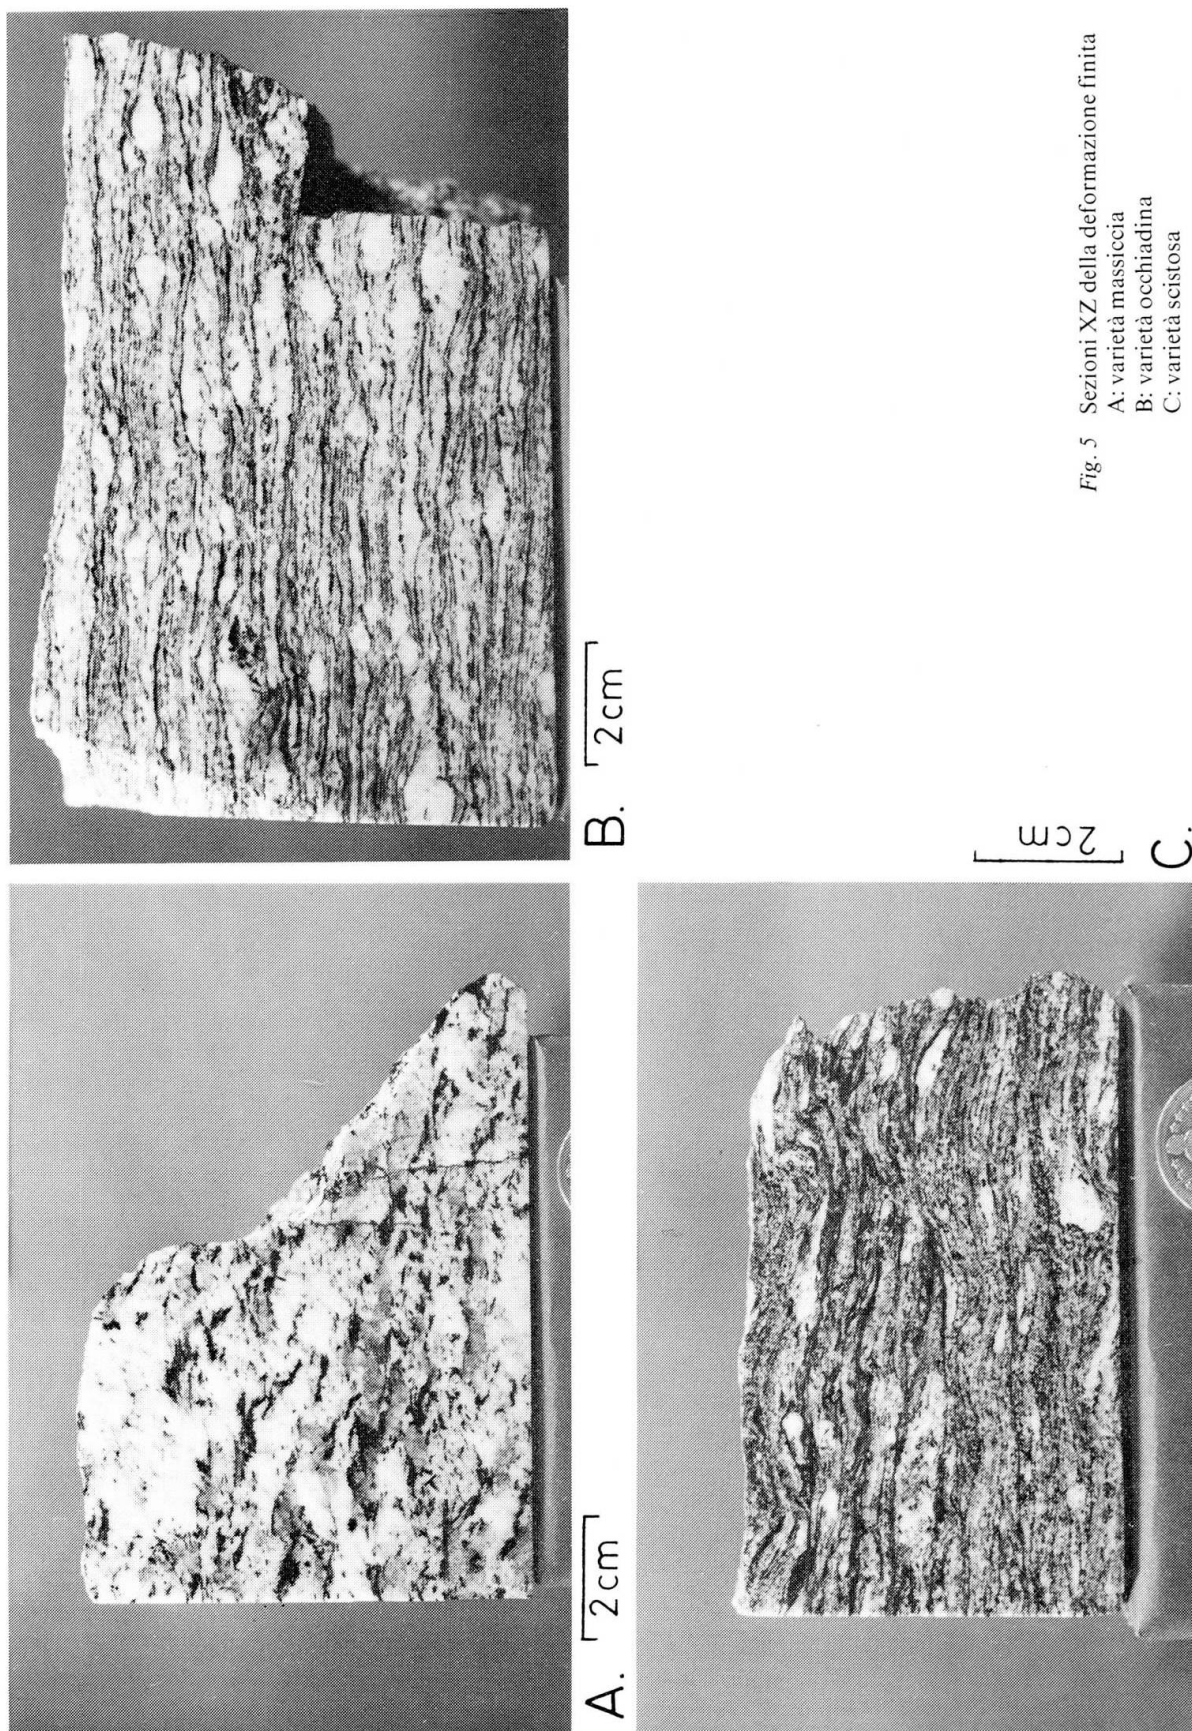 A.
2cm
B.
2cm
C.
2cm
Fig. 5 Sezioni XZ della deformazione finita
A: varietà massiccia
B: varietà occhiadina
C: varietà scistosa